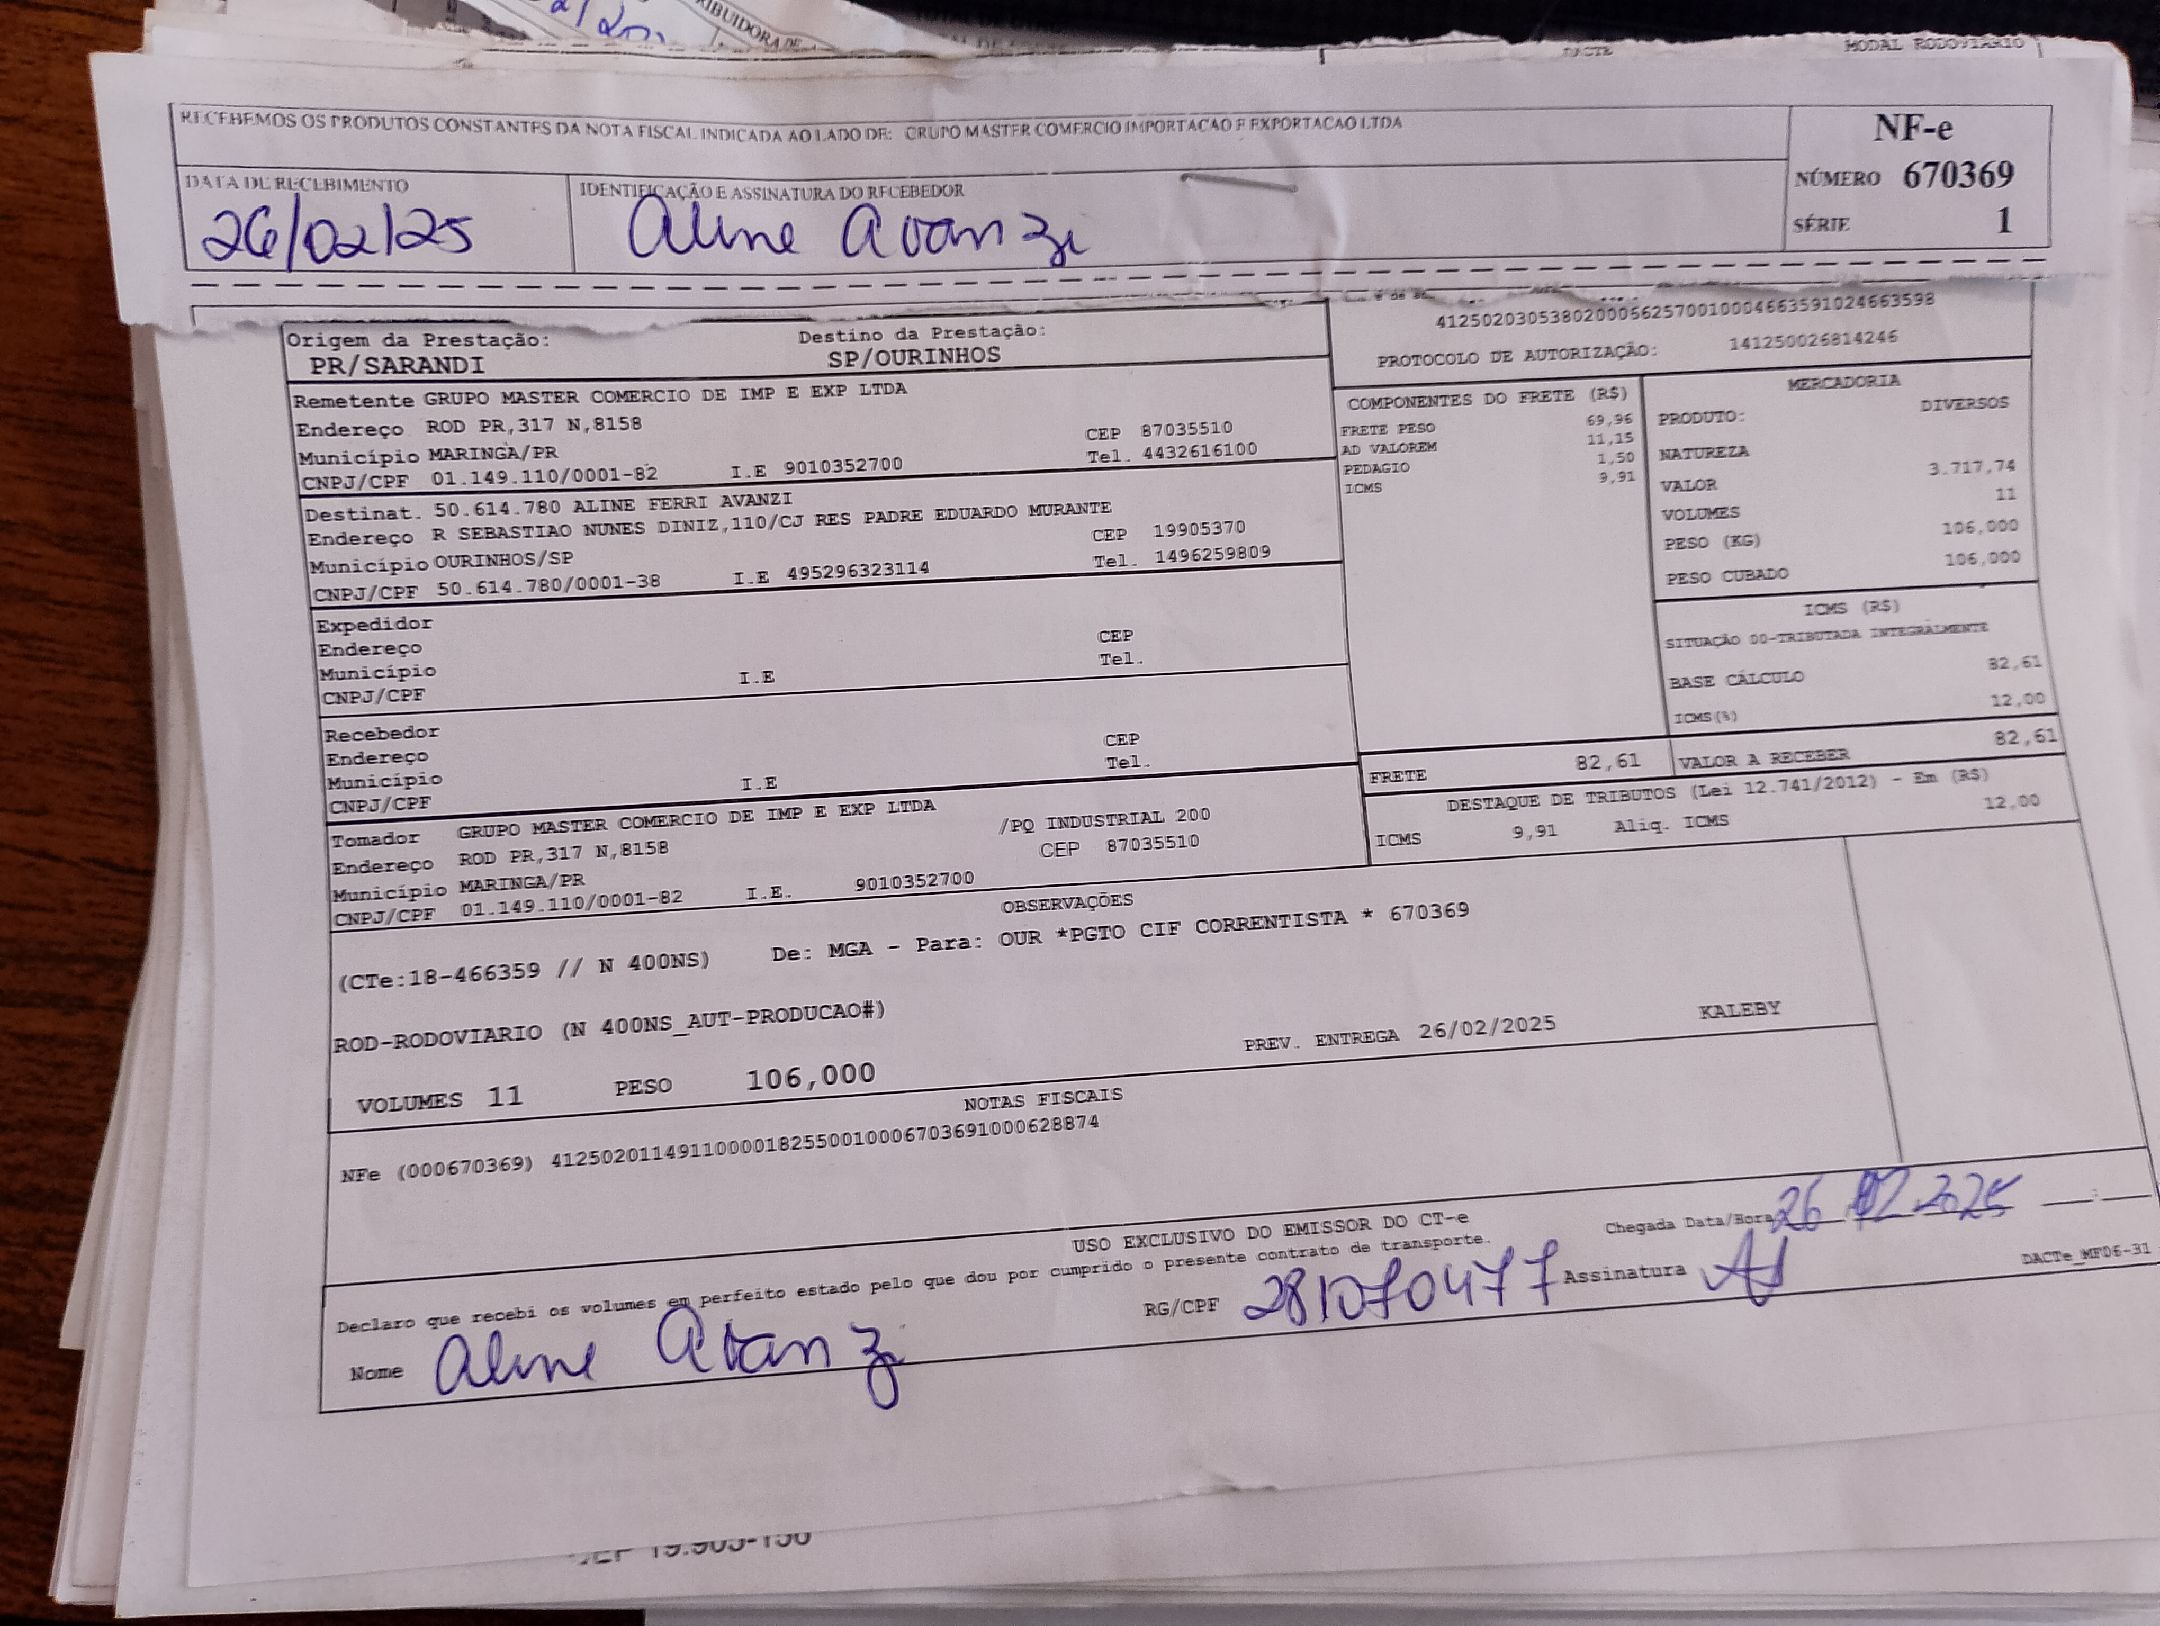 MODAL RODOVIARIO
DACTE
RECEBEMOS OS PRODUTOS CONSTANTES DA NOTA FISCAL INDICADA AO LADO DE: GRUPO MASTER COMERCIO IMPORTACAO E EXPORTACAO LTDA
NF-e
NÚMERO 670369
SÉRIE 1
DATA DE RECEBIMENTO
26/02/25
IDENTIFICAÇÃO E ASSINATURA DO RECEBEDOR
Aline Avanzi
Origem da Prestação: Destino da Prestação:
PR/SARANDI SP/OURINHOS
412502030538020005662570010004663591024663598
PROTOCOLO DE AUTORIZAÇÃO: 141250026814246
Remetente GRUPO MASTER COMERCIO DE IMP E EXP LTDA
Endereço ROD PR,317 N,8158 CEP 87035510
Município MARINGA/PR Tel. 4432616100
CNPJ/CPF 01.149.110/0001-82 I.E 9010352700
Destinat. 50.614.780 ALINE FERRI AVANZI
Endereço R SEBASTIAO NUNES DINIZ,110/CJ RES PADRE EDUARDO MURANTE
Município OURINHOS/SP CEP 19905370
CNPJ/CPF 50.614.780/0001-38 I.E 495296323114 Tel. 1496259809
Expedidor
Endereço CEP
Município Tel.
CNPJ/CPF I.E
Recebedor
Endereço CEP
Município Tel.
CNPJ/CPF I.E
Tomador GRUPO MASTER COMERCIO DE IMP E EXP LTDA
Endereço ROD PR,317 N,8158 /PQ INDUSTRIAL 200
Município MARINGA/PR CEP 87035510
CNPJ/CPF 01.149.110/0001-82 I.E. 9010352700
COMPONENTES DO FRETE (R$)
FRETE PESO 69,96
AD VALOREM 11,15
PEDAGIO 1,50
ICMS 9,91
MERCADORIA
PRODUTO: DIVERSOS
NATUREZA
VALOR 3.717,74
VOLUMES 11
PESO (KG) 106,000
PESO CUBADO 106,000
ICMS (R$)
SITUAÇÃO 00-TRIBUTADA INTEGRALMENTE
BASE CÁLCULO 82,61
ICMS(%) 12,00
FRETE 82,61 VALOR A RECEBER 82,61
DESTAQUE DE TRIBUTOS (Lei 12.741/2012) - Em (R$)
ICMS 9,91 Aliq. ICMS 12,00
OBSERVAÇÕES
(CTe:18-466359 // N 400NS) De: MGA - Para: OUR *PGTO CIF CORRENTISTA * 670369
ROD-RODOVIARIO (N 400NS_AUT-PRODUCAO#)
PREV. ENTREGA 26/02/2025 KALEBY
VOLUMES 11 PESO 106,000
NOTAS FISCAIS
NFe (000670369) 41250201149110000182550010006703691000628874
USO EXCLUSIVO DO EMISSOR DO CT-e
Declaro que recebi os volumes em perfeito estado pelo que dou por cumprido o presente contrato de transporte.
Chegada Data/Hora 26 02 2025 __:__
Nome Aline Avanzi RG/CPF 281070477 Assinatura
DACTe_MF06-31
CEP 19.905-150